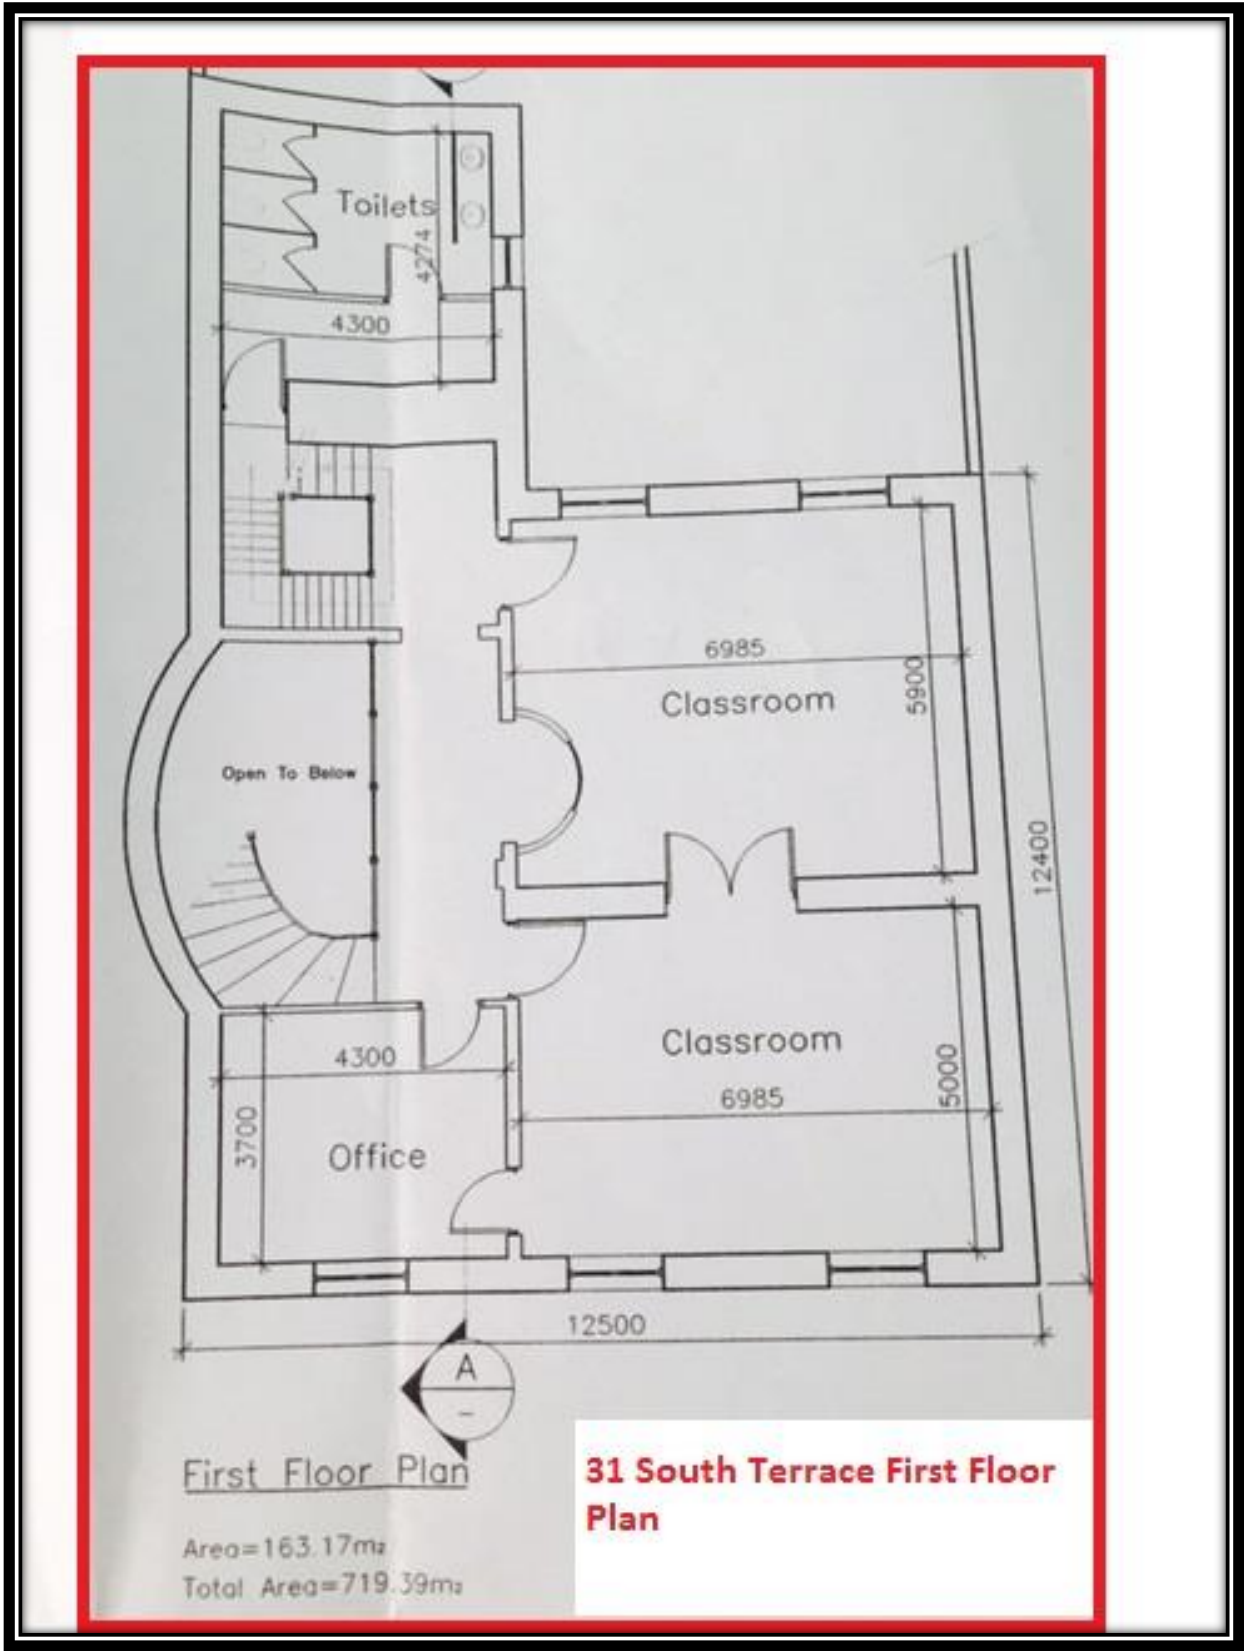 Toilets
4274
4300
6985
5900
Classroom
Open To Below
12400
Classroom
4300
6985
5000
3700
Office
12500
A
-
First Floor Plan
31 South Terrace First Floor
Plan
Area=163.17m2
Total Area=719.39m2